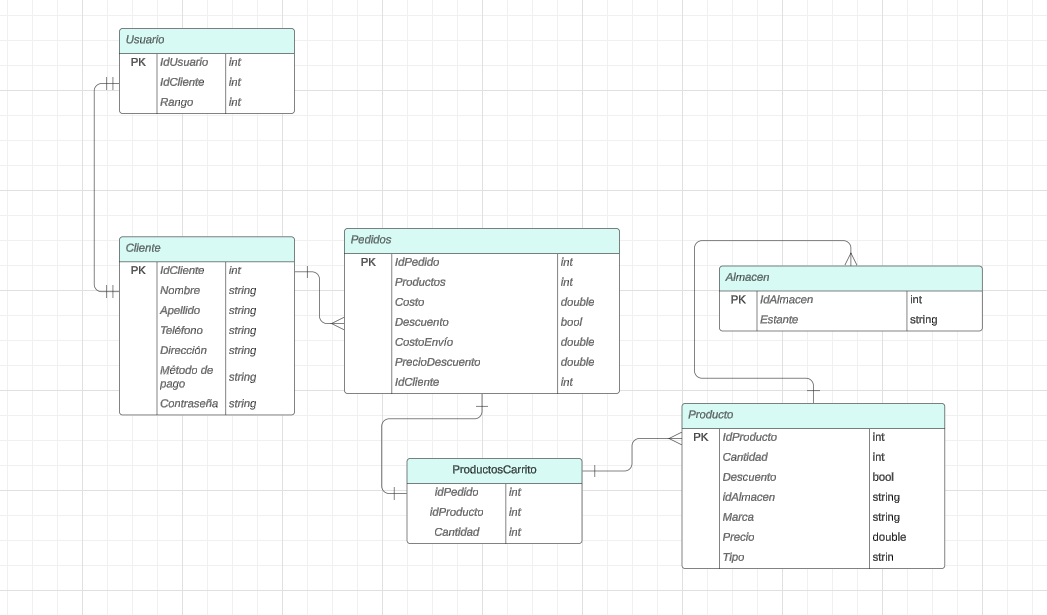 Usuario
PK IdUsuario int
IdCliente int
Rango int
Cliente
PK IdCliente int
Nombre string
Apellido string
Teléfono string
Dirección string
Método de
pago string
Contraseña string
Pedidos
PK IdPedido int
Productos int
Costo double
Descuento bool
CostoEnvío double
PrecioDescuento double
IdCliente int
Almacen
PK IdAlmacen int
Estante string
ProductosCarrito
idPedido int
idProducto int
Cantidad int
Producto
PK IdProducto int
Cantidad int
Descuento bool
idAlmacen string
Marca string
Precio double
Tipo strin